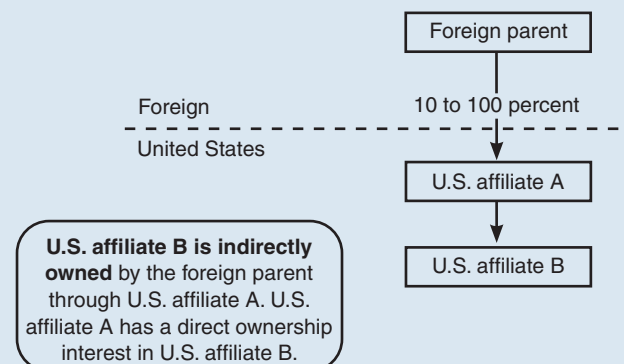 Foreign parent
Foreign
10 to 100 percent
United States
U.S. affiliate A
U.S. affiliate B
U.S. affiliate B is indirectly
owned by the foreign parent
through U.S. affiliate A. U.S.
affiliate A has a direct ownership
interest in U.S. affiliate B.